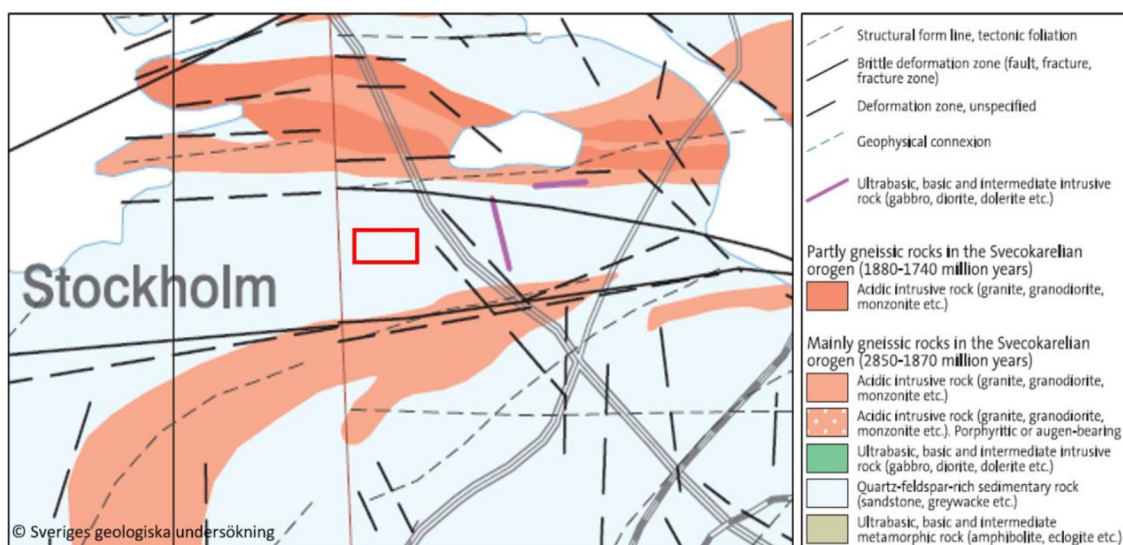 Stockholm
© Sveriges geologiska undersökning
Structural form line, tectonic foliation
Brittle deformation zone (fault, fracture,
fracture zone)
Deformation zone, unspecified
Geophysical connexion
Ultrabasic, basic and intermediate intrusive
rock (gabbro, diorite, dolerite etc.)
Partly gneissic rocks in the Svecokarelian
orogen (1880-1740 million years)
Acidic intrusive rock (granite, granodiorite,
monzonite etc.)
Mainly gneissic rocks in the Svecokarelian
orogen (2850-1870 million years)
Acidic intrusive rock (granite, granodiorite,
monzonite etc.)
Acidic intrusive rock (granite, granodiorite,
monzonite etc.). Porphyritic or augen-bearing
Ultrabasic, basic and intermediate intrusive
rock (gabbro, diorite, dolerite etc.)
Quartz-feldspar-rich sedimentary rock
(sandstone, greywacke etc.)
Ultrabasic, basic and intermediate
metamorphic rock (amphibolite, eclogite etc.)